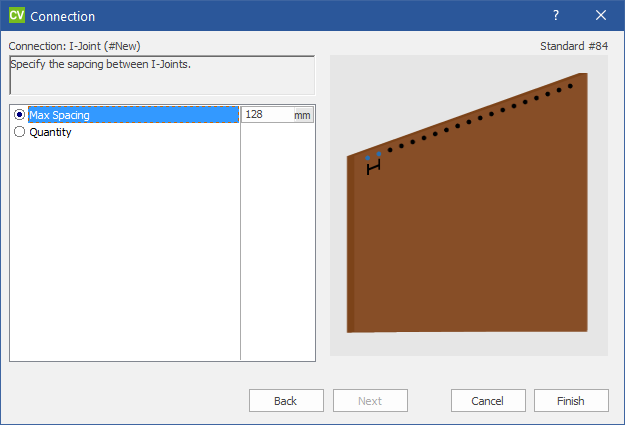 CV Connection ?
Connection: I-Joint (#New) Standard #84
Specify the sapcing between I-Joints.
Max Spacing 128 mm
Quantity
Back Next Cancel Finish